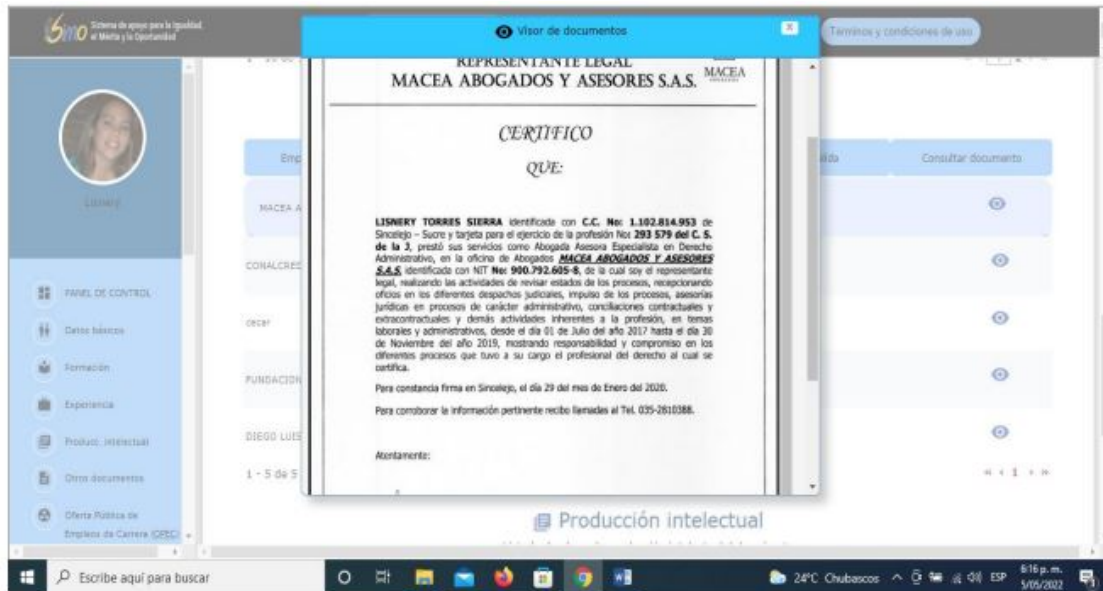 Simo Sistema de apoyo para la Igualdad,
el Mérito y la Oportunidad
Visor de documentos
x
Términos y condiciones de uso
REPRESENTANTE LEGAL
MACEA ABOGADOS Y ASESORES S.A.S.
MACEA
CERTIFICO
QUE:
LISNERY TORRES SIERRA identificada con C.C. No: 1.102.814.953 de
Sincelejo – Sucre y tarjeta para el ejercicio de la profesión No: 293 579 del C. S.
de la J, prestó sus servicios como Abogada Asesora Especialista en Derecho
Administrativo, en la oficina de Abogados MACEA ABOGADOS Y ASESORES
S.A.S, identificada con NIT No: 900.792.605-8, de la cual soy el representante
legal, realizando las actividades de revisar estados de los procesos, recepcionando
oficios en los diferentes despachos judiciales, impulso de los procesos, asesorías
jurídicas en procesos de carácter administrativo, conciliaciones contractuales y
extracontractuales y demás actividades inherentes a la profesión, en temas
laborales y administrativos, desde el día 01 de Julio del año 2017 hasta el día 30
de Noviembre del año 2019, mostrando responsabilidad y compromiso en los
diferentes procesos que tuvo a su cargo el profesional del derecho al cual se
certifica.
Para constancia firma en Sincelejo, el día 29 del mes de Enero del 2020.
Para corroborar la información pertinente recibo llamadas al Tel. 035-2810388.
Atentamente:
PANEL DE CONTROL
Datos básicos
Formación
Experiencia
Product. intelectual
Otros documentos
Oferta Pública de
Empleos de Carrera (OPEC)
Emp
Consultar documento
MACEA A
CONALCRED
cecar
FUNDACION
DIEGO LUIS
1 - 5 de 5
1
Producción intelectual
Escribe aquí para buscar
24°C Chubascos
ESP
6:16 p. m.
5/05/2022